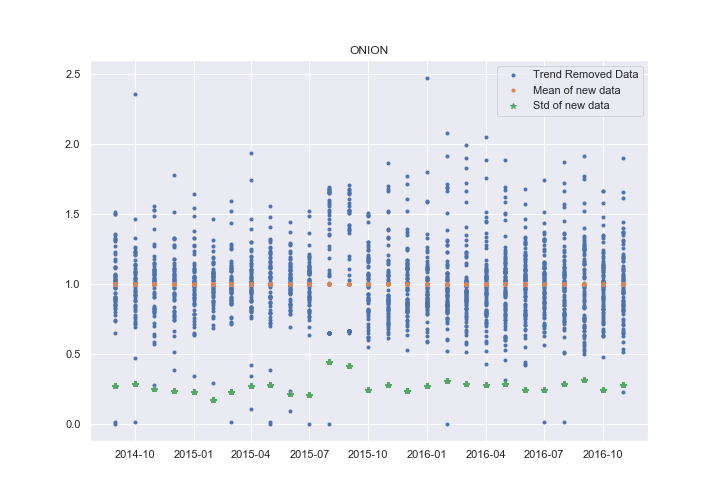 ONION
Trend Removed Data
Mean of new data
Std of new data
2.5
2.0
1.5
1.0
0.5
0.0
2014-10 2015-01 2015-04 2015-07 2015-10 2016-01 2016-04 2016-07 2016-10